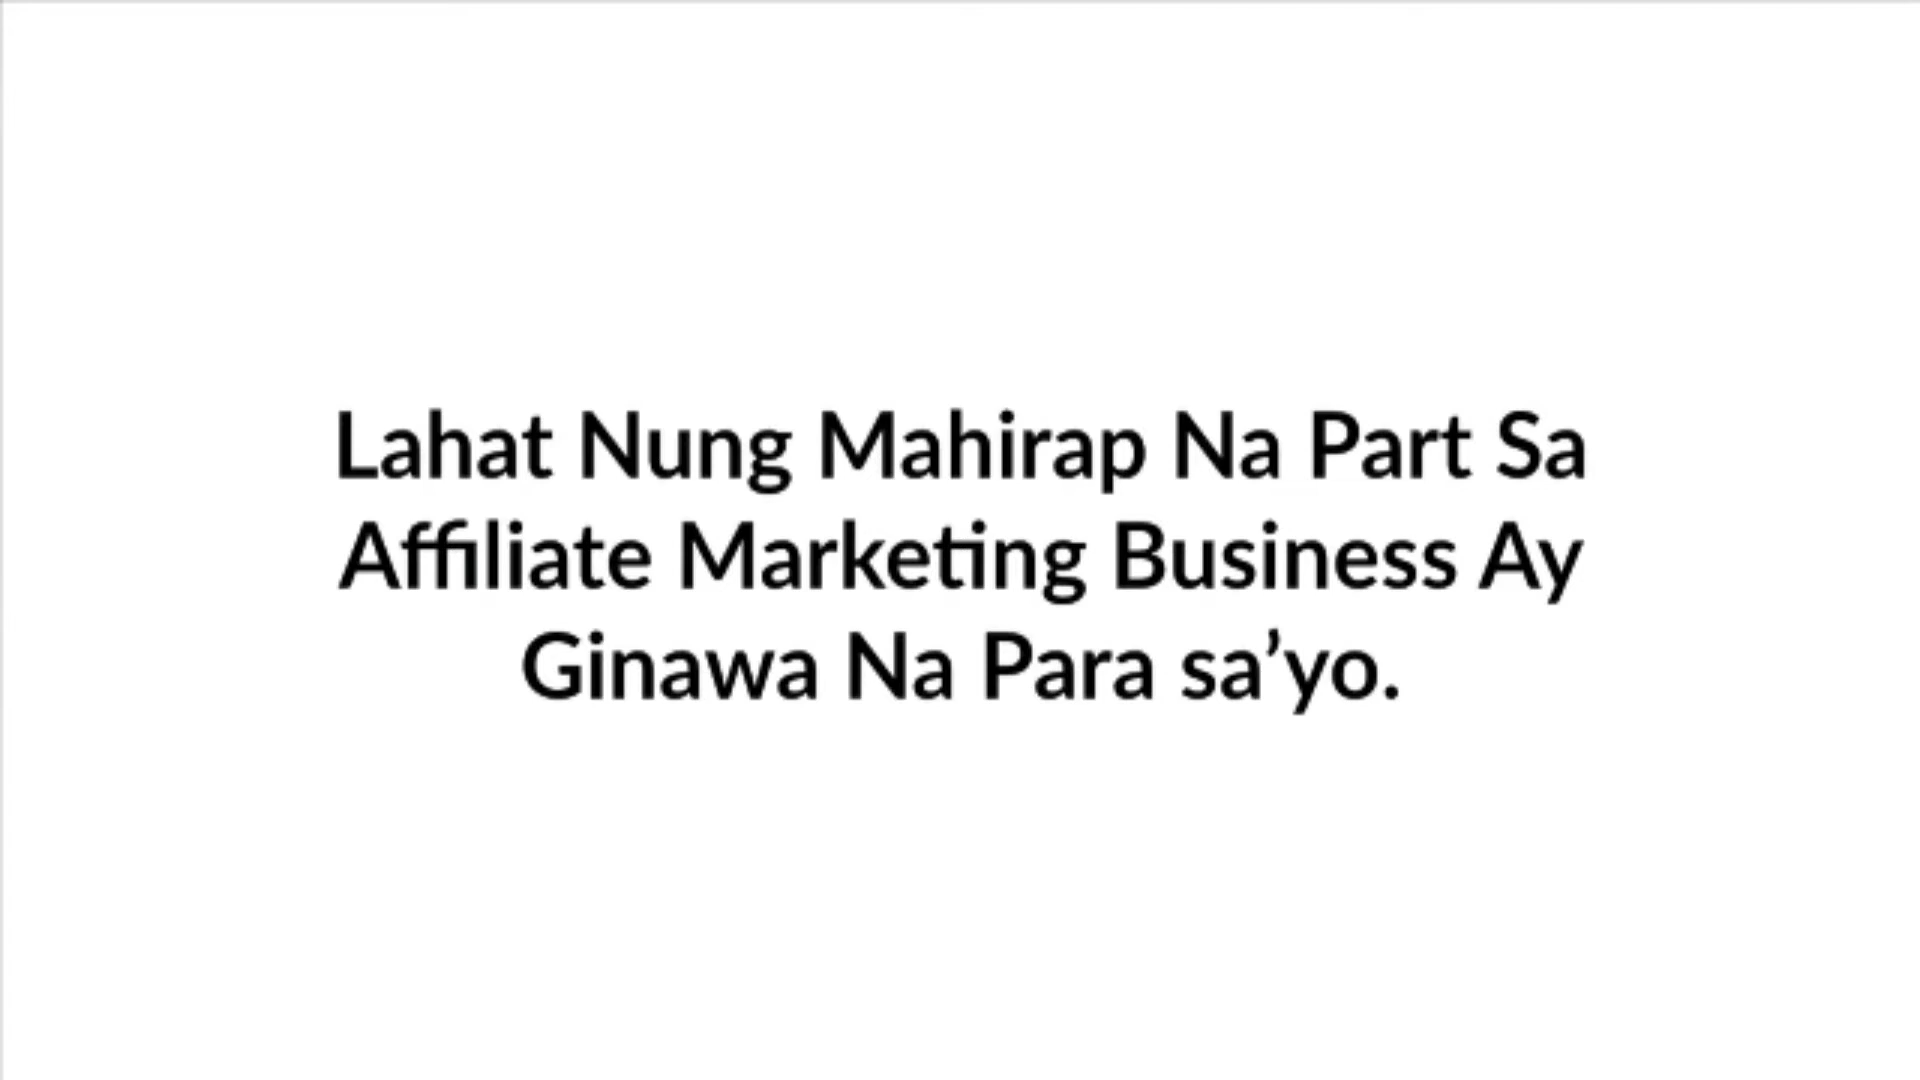 Lahat Nung Mahirap Na Part Sa
Affiliate Marketing Business Ay
Ginawa Na Para sa’yo.